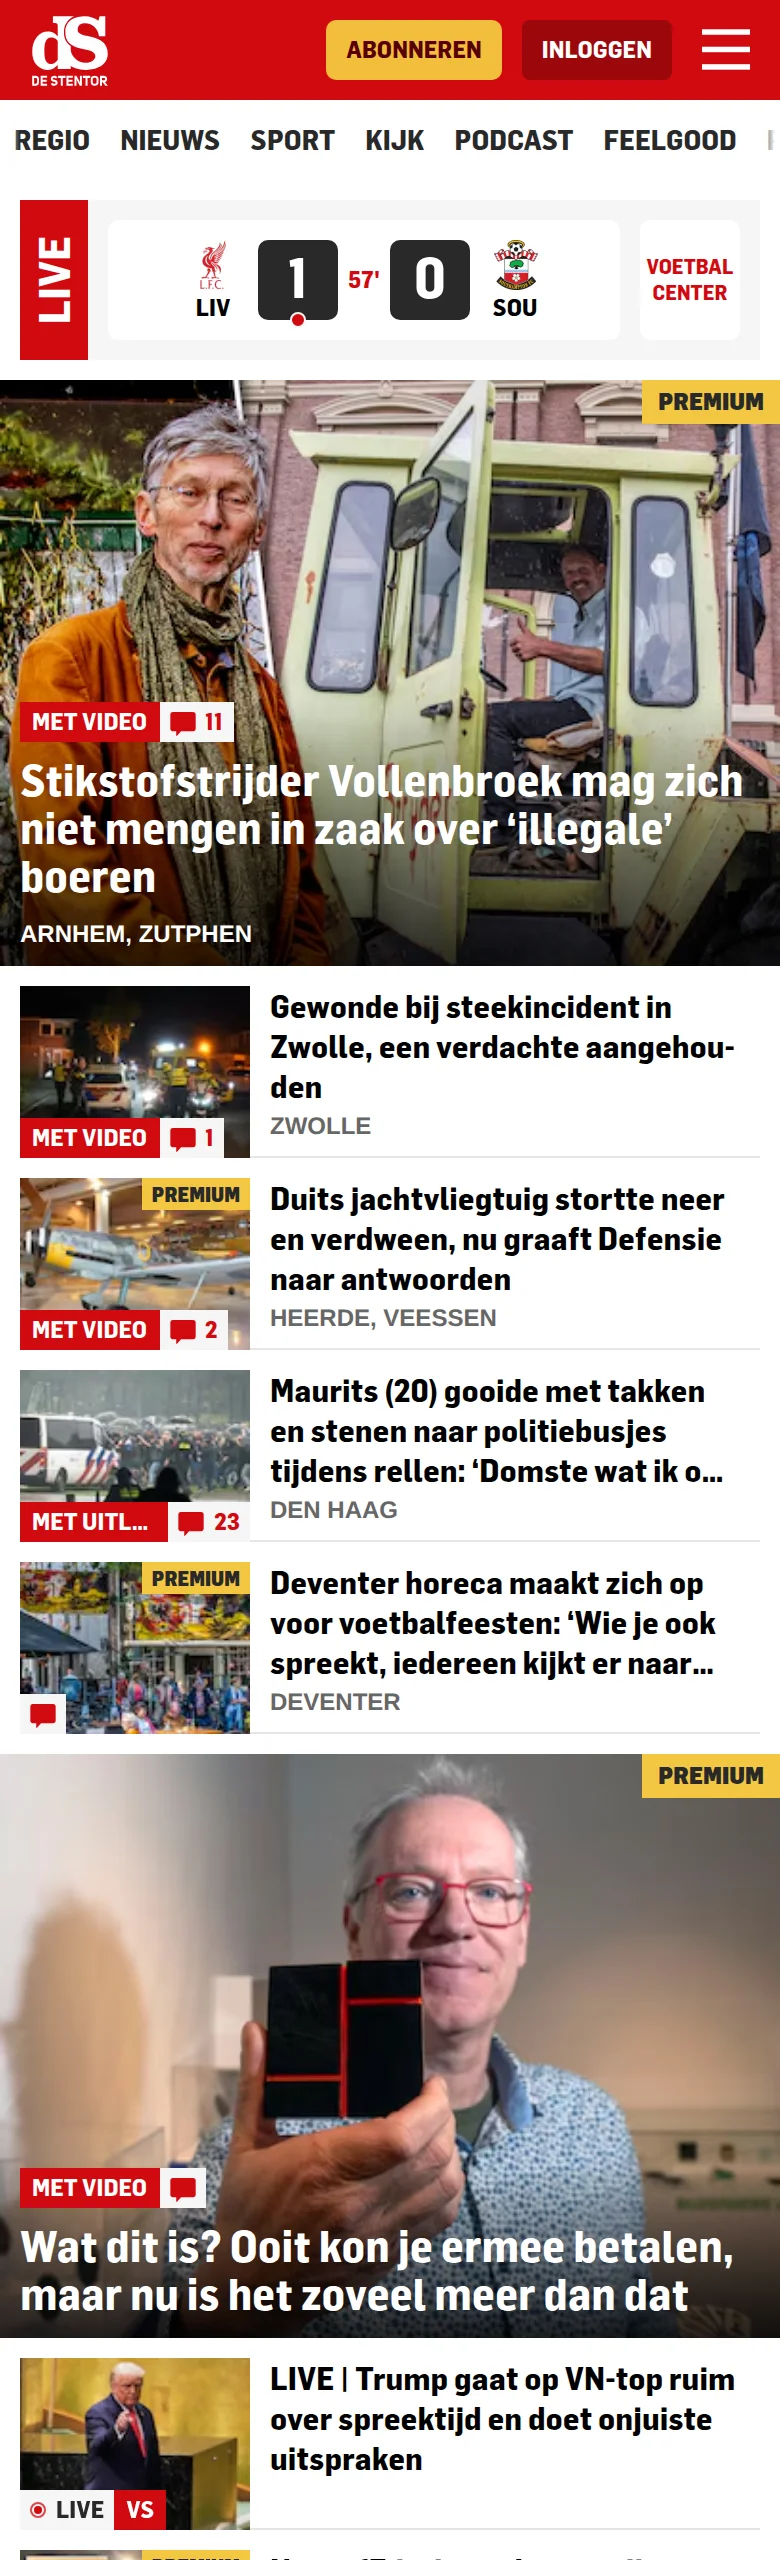 dS
DE STENTOR
ABONNEREN
INLOGGEN
REGIO NIEUWS SPORT KIJK PODCAST FEELGOOD
LIVE
L.F.C.
LIV
1
57'
0
SOU
VOETBAL
CENTER
PREMIUM
MET VIDEO 11
Stikstofstrijder Vollenbroek mag zich
niet mengen in zaak over ‘illegale’
boeren
ARNHEM, ZUTPHEN
Gewonde bij steekincident in
Zwolle, een verdachte aangehou-
den
ZWOLLE
MET VIDEO 1
PREMIUM
Duits jachtvliegtuig stortte neer
en verdween, nu graaft Defensie
naar antwoorden
HEERDE, VEESSEN
MET VIDEO 2
Maurits (20) gooide met takken
en stenen naar politiebusjes
tijdens rellen: ‘Domste wat ik o...
DEN HAAG
MET UITL... 23
PREMIUM
Deventer horeca maakt zich op
voor voetbalfeesten: ‘Wie je ook
spreekt, iedereen kijkt er naar...
DEVENTER
PREMIUM
MET VIDEO
Wat dit is? Ooit kon je ermee betalen,
maar nu is het zoveel meer dan dat
LIVE | Trump gaat op VN-top ruim
over spreektijd en doet onjuiste
uitspraken
LIVE VS